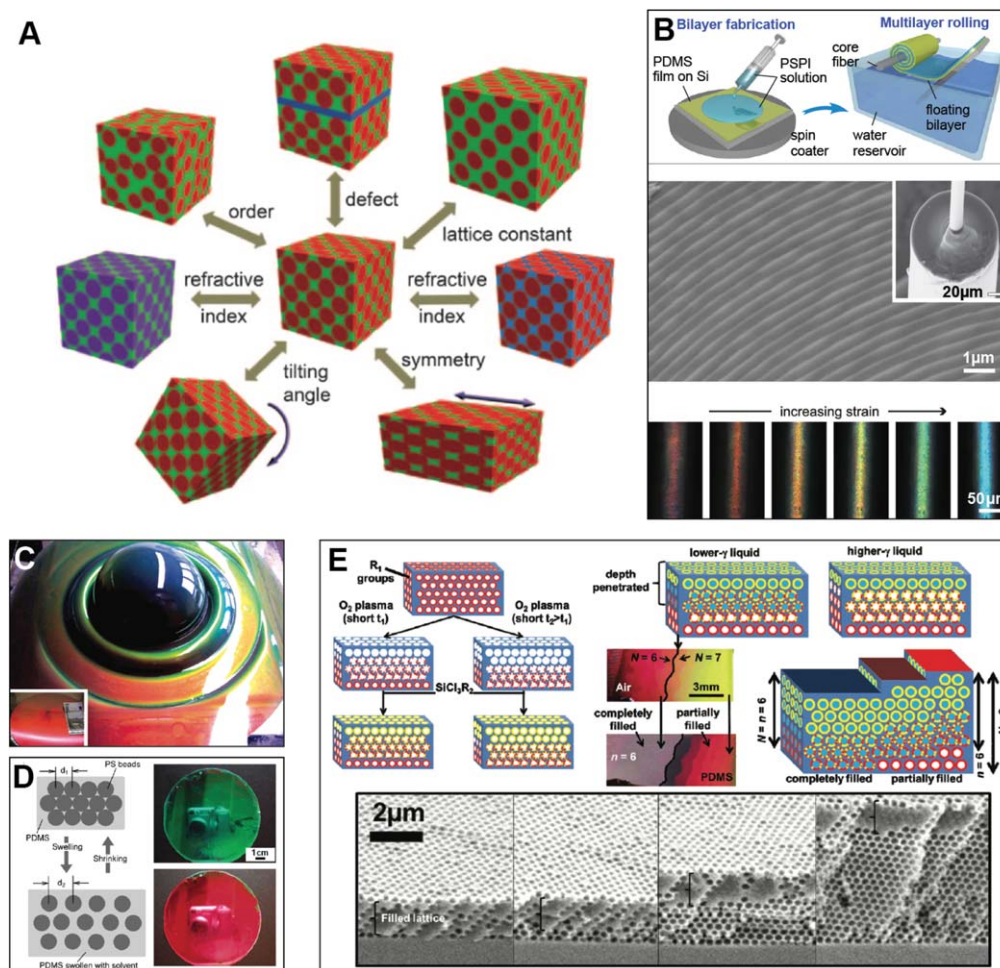 A
order
defect
lattice constant
refractive
index
refractive
index
tilting
angle
symmetry
B
Bilayer fabrication
Multilayer rolling
PDMS
film on Si
PSPI
solution
core
fiber
spin
coater
water
reservoir
floating
bilayer
20µm
1µm
increasing strain
50µm
C
D
d₁
PS beads
PDMS
Swelling
Shrinking
d₂
PDMS swollen with solvent
1cm
E
R₁
groups
O₂ plasma
(short t₁)
O₂ plasma
(short t₂>t₁)
SiCl₃R₂
lower-γ liquid
higher-γ liquid
depth
penetrated
N = 6
N = 7
Air
3mm
completely
filled
partially
filled
n = 6
PDMS
N = n = 6
n = 6
completely filled
partially filled
2µm
Filled lattice